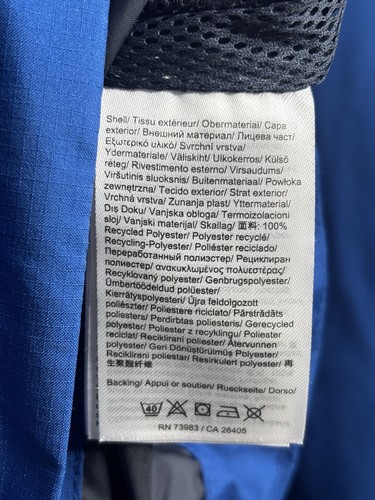 Shell/ Tissu extérieur/ Obermaterial/ Capa
exterior/ Внешний материал/ Лицева част/
Εξωτερικό υλικό/ Svrchní vrstva/
Ydermateriale/ Väliskiht/ Ulkokerros/ Külső
réteg/ Rivestimento esterno/ Virsaudums/
Viršutinis sluoksnis/ Buitenmateriaal/ Powłoka
zewnętrzna/ Tecido exterior/ Strat exterior/
Vrchná vrstva/ Zunanja plast/ Yttermaterial/
Dış Doku/ Vanjska obloga/ Termoizolacioni
sloj/ Vanjski materijal/ Skallag/ 面料: 100%
Recycled Polyester/ Polyester recyclé/
Recycling-Polyester/ Poliéster reciclado/
Переработанный полиэстер/ Рециклиран
полиестер/ ανακυκλωμένος πολυεστέρας/
Recyklovaný polyester/ Genbrugspolyester/
Ümbertöödeldud polüester/
Kierrätyspolyesteri/ Újra feldolgozott
poliészter/ Poliestere riciclato/ Pārstrādāts
poliesters/ Perdirbtas poliesteris/ Gerecycled
polyester/ Poliester z recyklingu/ Poliéster
reciclat/ Reciklirani poliester/ Återvunnen
polyester/ Geri Dönüştürülmüş Polyester/
Reciklirani poliester/ Resirkulert polyester/ 再
生聚酯纤维
Backing/ Appui or soutien/ Rueckseite/ Dorso/
40
RN 73983 / CA 26405